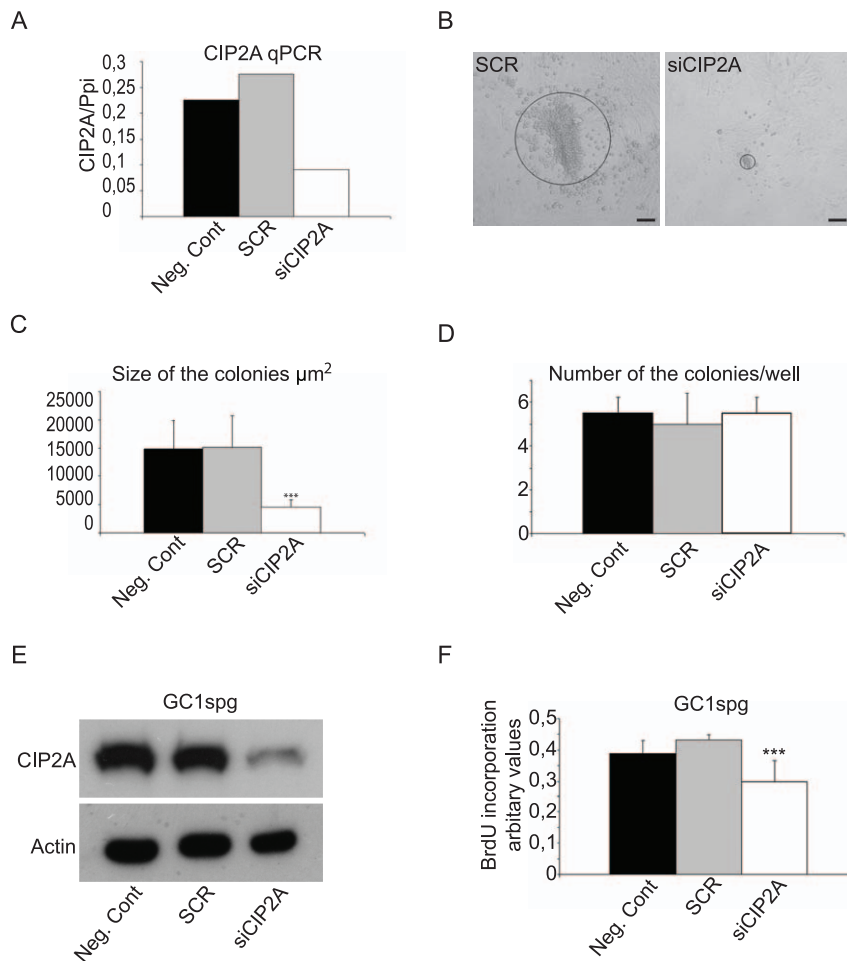 A
CIP2A qPCR
CIP2A/Ppi
0,3
0,25
0,2
0,15
0,1
0,05
0
Neg. Cont
SCR
siCIP2A
B
SCR
siCIP2A
C
Size of the colonies µm²
25000
20000
15000
10000
5000
0
***
Neg. Cont
SCR
siCIP2A
D
Number of the colonies/well
6
4
2
0
Neg. Cont
SCR
siCIP2A
E
GC1spg
CIP2A
Actin
Neg. Cont
SCR
siCIP2A
F
GC1spg
BrdU incorporation
arbitary values
0,5
0,4
0,3
0,2
0,1
0
***
Neg. Cont
SCR
siCIP2A